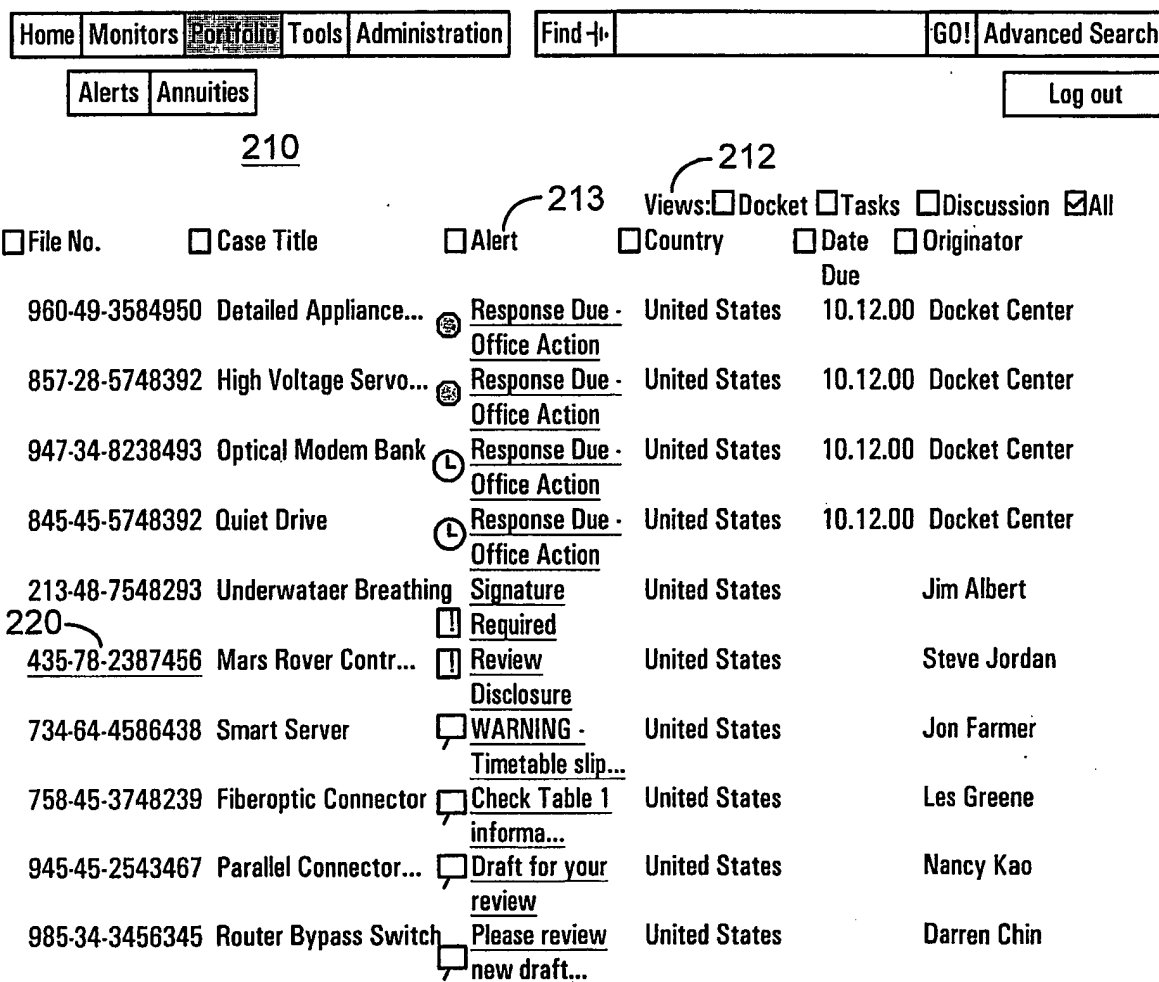 Home Monitors Portfolio Tools Administration Find GO! Advanced Search
Alerts Annuities Log out
210
212
213 Views: Docket Tasks Discussion All
File No. Case Title Alert Country Date Originator
Due
960-49-3584950 Detailed Appliance... Response Due - United States 10.12.00 Docket Center
Office Action
857-28-5748392 High Voltage Servo... Response Due - United States 10.12.00 Docket Center
Office Action
947-34-8238493 Optical Modem Bank Response Due - United States 10.12.00 Docket Center
Office Action
845-45-5748392 Quiet Drive Response Due - United States 10.12.00 Docket Center
Office Action
213-48-7548293 Underwataer Breathing Signature United States Jim Albert
220 ! Required
435-78-2387456 Mars Rover Contr... ! Review United States Steve Jordan
Disclosure
734-64-4586438 Smart Server WARNING - United States Jon Farmer
Timetable slip...
758-45-3748239 Fiberoptic Connector Check Table 1 United States Les Greene
informa...
945-45-2543467 Parallel Connector... Draft for your United States Nancy Kao
review
985-34-3456345 Router Bypass Switch Please review United States Darren Chin
new draft...